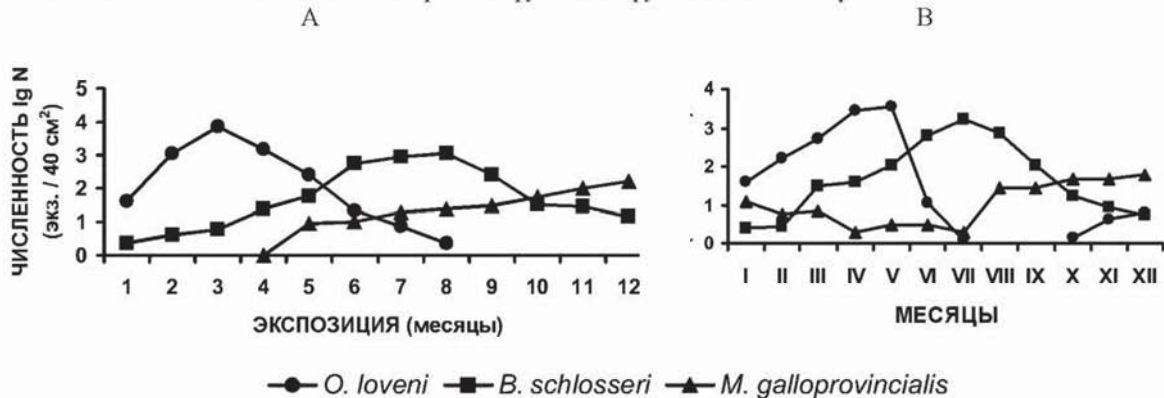 А В
ЧИСЛЕННОСТЬ lg N
(экз. / 40 см²)
5
4
3
2
1
0
1 2 3 4 5 6 7 8 9 10 11 12
ЭКСПОЗИЦИЯ (месяцы)
4
3
2
1
0
I II III IV V VI VII VIII IX X XI XII
МЕСЯЦЫ
O. loveni B. schlosseri M. galloprovincialis